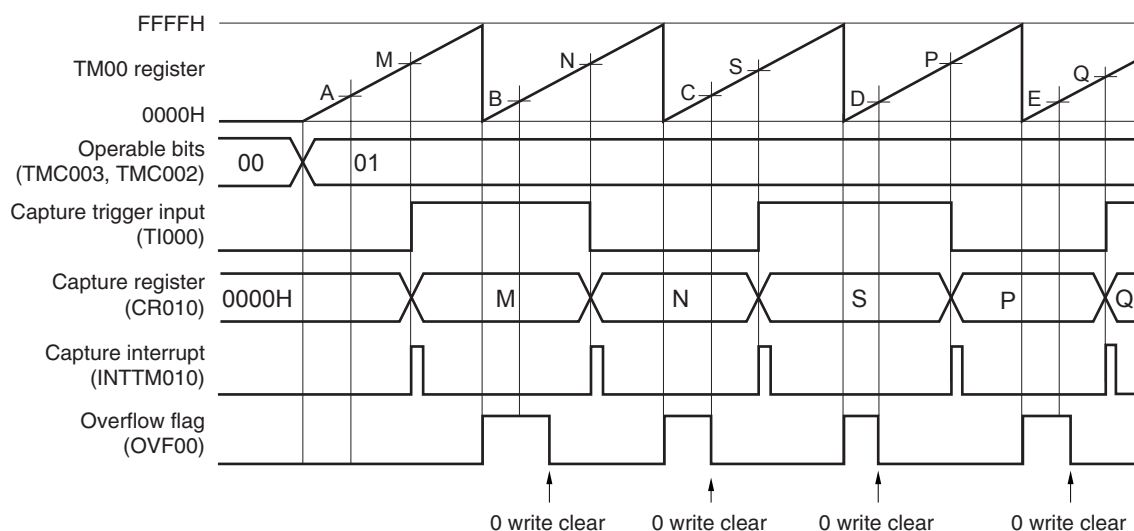 FFFFH
TM00 register
0000H
A
M
B
N
C
S
D
P
E
Q
Operable bits
(TMC003, TMC002)
00
01
Capture trigger input
(TI000)
Capture register
(CR010)
0000H
M
N
S
P
Q
Capture interrupt
(INTTM010)
Overflow flag
(OVF00)
0 write clear
0 write clear
0 write clear
0 write clear